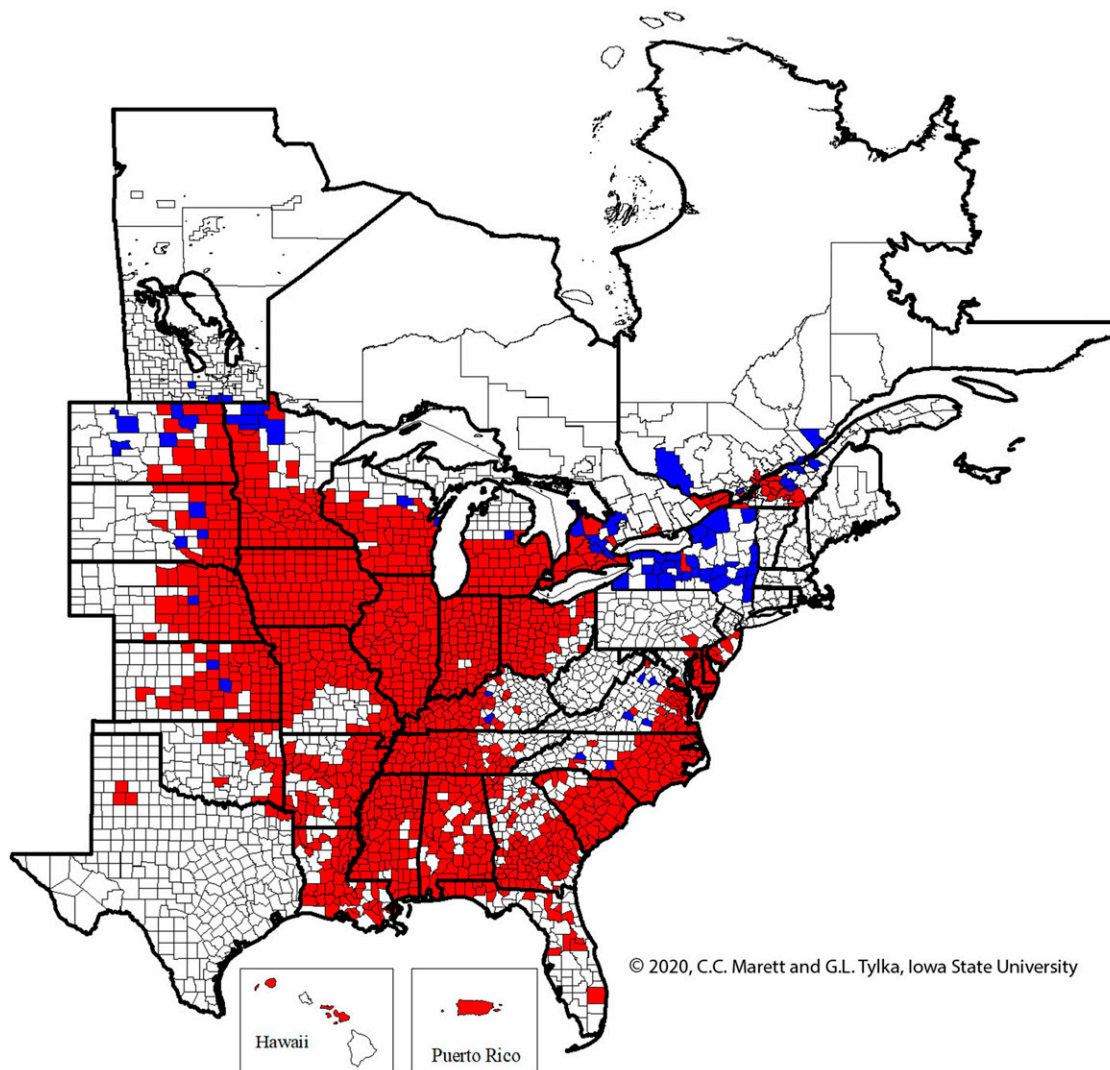 © 2020, C.C. Marett and G.L. Tylka, Iowa State University
Hawaii
Puerto Rico